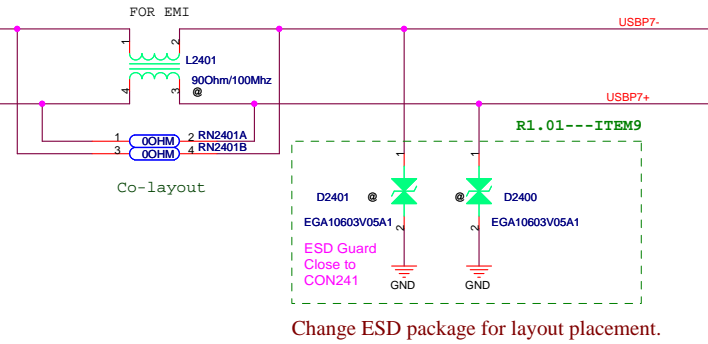 FOR EMI
USBP7-
1
2
L2401
90Ohm/100Mhz
@
4
3
USBP7+
1
0OHM
2
RN2401A
3
0OHM
4
RN2401B
R1.01---ITEM9
Co-layout
1
1
D2401
@
@
D2400
EGA10603V05A1
EGA10603V05A1
2
2
ESD Guard
Close to
CON241
GND
GND
Change ESD package for layout placement.